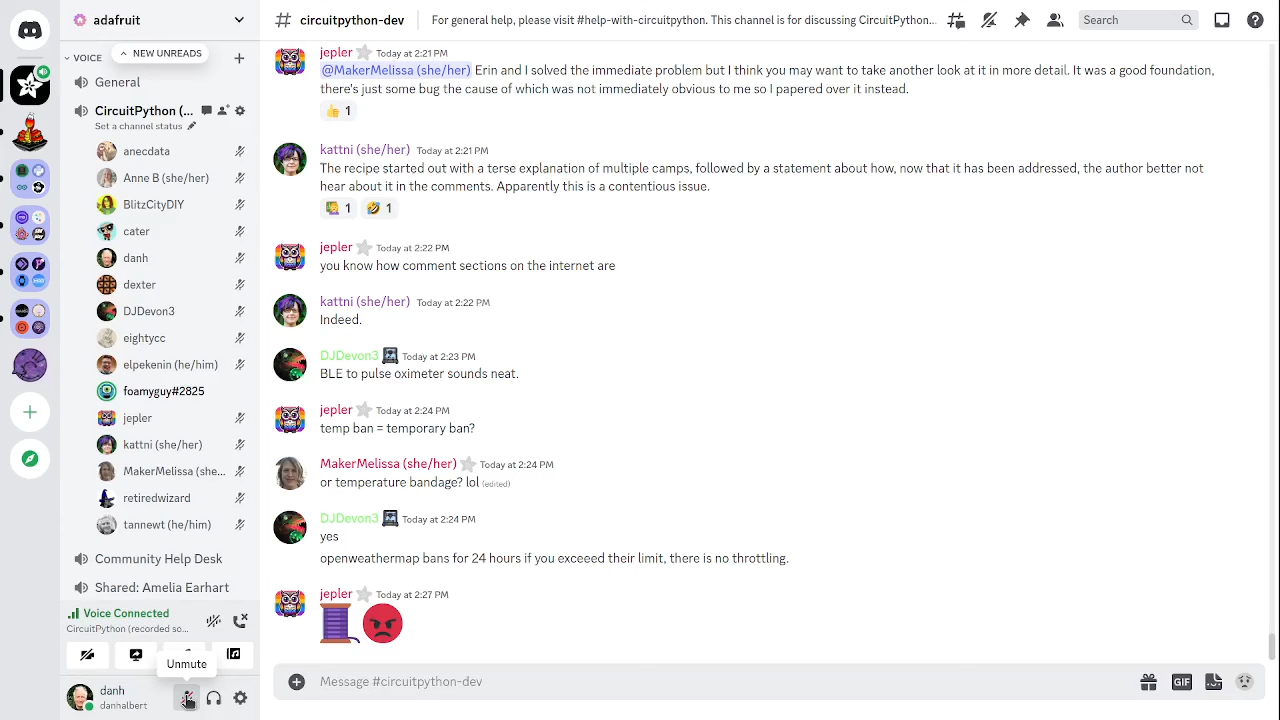 adafruit
# circuitpython-dev
For general help, please visit #help-with-circuitpython. This channel is for discussing CircuitPython...
Search
VOICE
NEW UNREADS
General
CircuitPython (...
Set a channel status
anecdata
Anne B (she/her)
BlitzCityDIY
cater
danh
dexter
DJDevon3
eightycc
elpekenin (he/him)
foamyguy#2825
jepler
kattni (she/her)
MakerMelissa (she...
retiredwizard
tannewt (he/him)
Community Help Desk
Shared: Amelia Earhart
Voice Connected
CircuitPython (recorded so...
Unmute
danh
danhalbert
jepler Today at 2:21 PM
@MakerMelissa (she/her) Erin and I solved the immediate problem but I think you may want to take another look at it in more detail. It was a good foundation,
there's just some bug the cause of which was not immediately obvious to me so I papered over it instead.
1
kattni (she/her) Today at 2:21 PM
The recipe started out with a terse explanation of multiple camps, followed by a statement about how, now that it has been addressed, the author better not
hear about it in the comments. Apparently this is a contentious issue.
1 1
jepler Today at 2:22 PM
you know how comment sections on the internet are
kattni (she/her) Today at 2:22 PM
Indeed.
DJDevon3 Today at 2:23 PM
BLE to pulse oximeter sounds neat.
jepler Today at 2:24 PM
temp ban = temporary ban?
MakerMelissa (she/her) Today at 2:24 PM
or temperature bandage? lol (edited)
DJDevon3 Today at 2:24 PM
yes
openweathermap bans for 24 hours if you exceeed their limit, there is no throttling.
jepler Today at 2:27 PM
Message #circuitpython-dev
GIF